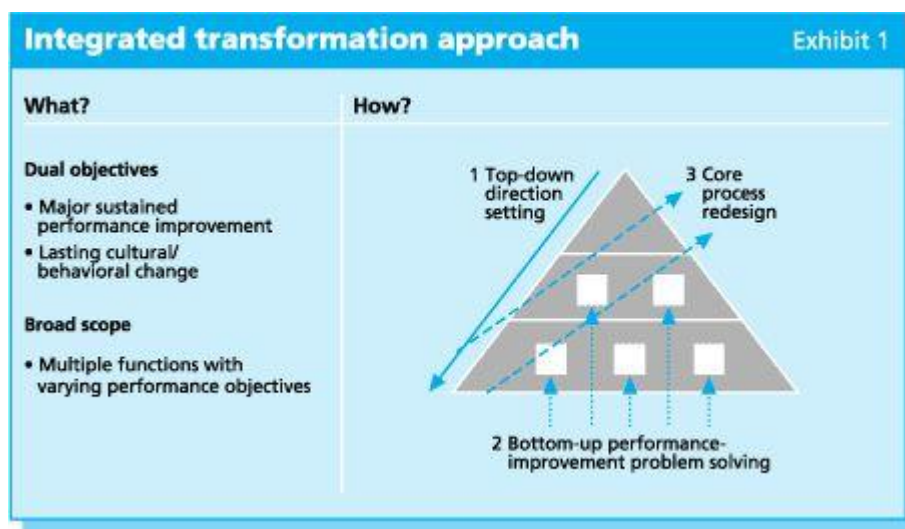 Integrated transformation approach
Exhibit 1
What?
How?
Dual objectives
• Major sustained
performance improvement
• Lasting cultural/
behavioral change
Broad scope
• Multiple functions with
varying performance objectives
1 Top-down
direction
setting
3 Core
process
redesign
2 Bottom-up performance-
improvement problem solving